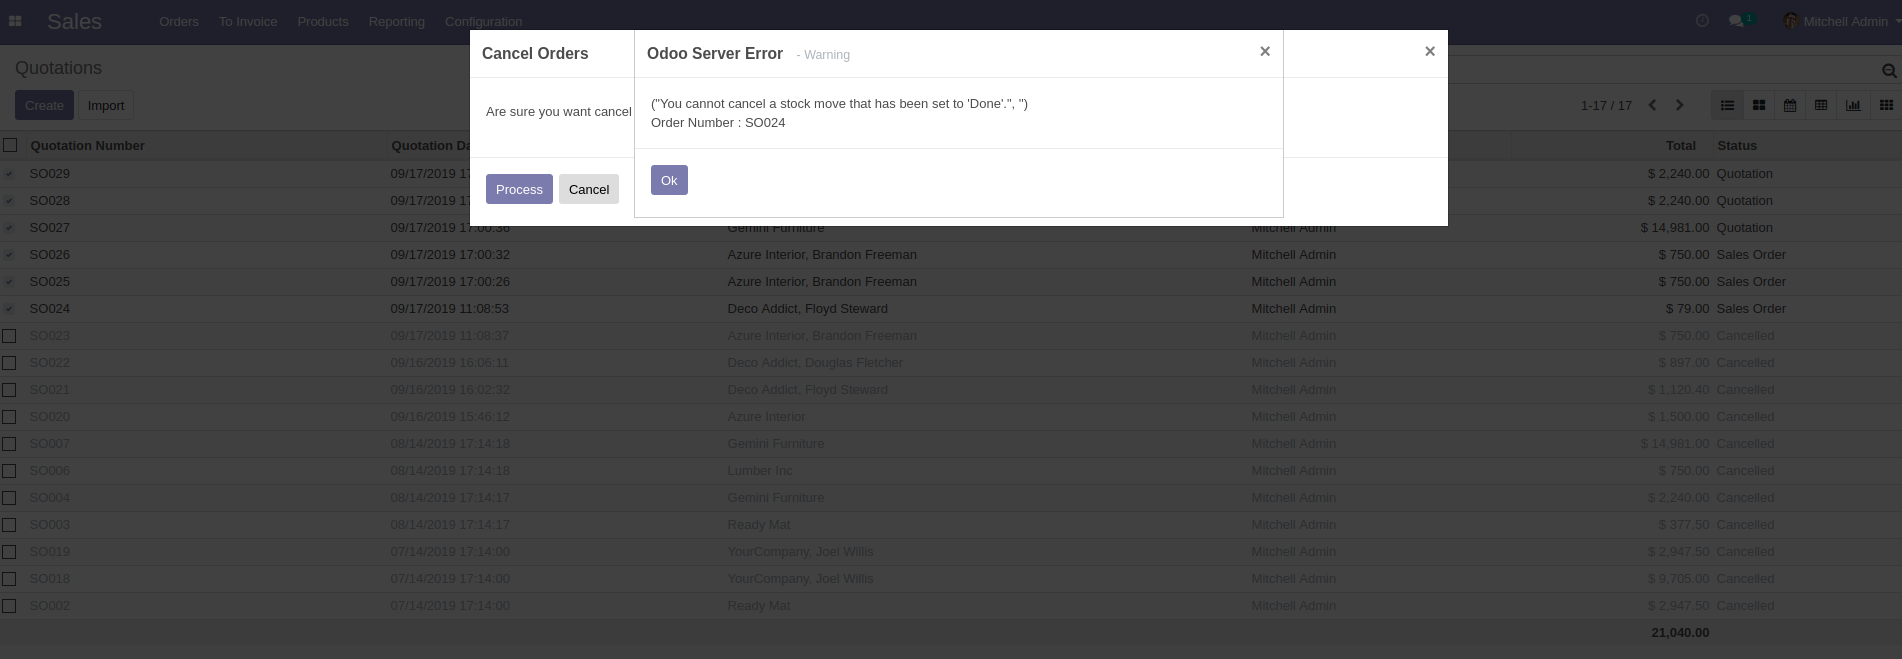 Sales Orders To Invoice Products Reporting Configuration 1 Mitchell Admin
Cancel Orders
Odoo Server Error - Warning × ×
Quotations
Create Import
Are sure you want cancel
("You cannot cancel a stock move that has been set to 'Done'.", '')
Order Number : SO024
1-17 / 17
Process Cancel
Ok
Quotation Number Quotation Da Total Status
SO029 09/17/2019 17 $ 2,240.00 Quotation
SO028 09/17/2019 17 $ 2,240.00 Quotation
SO027 09/17/2019 17:00:36 Gemini Furniture Mitchell Admin $ 14,981.00 Quotation
SO026 09/17/2019 17:00:32 Azure Interior, Brandon Freeman Mitchell Admin $ 750.00 Sales Order
SO025 09/17/2019 17:00:26 Azure Interior, Brandon Freeman Mitchell Admin $ 750.00 Sales Order
SO024 09/17/2019 11:08:53 Deco Addict, Floyd Steward Mitchell Admin $ 79.00 Sales Order
SO023 09/17/2019 11:08:37 Azure Interior, Brandon Freeman Mitchell Admin $ 750.00 Cancelled
SO022 09/16/2019 16:06:11 Deco Addict, Douglas Fletcher Mitchell Admin $ 897.00 Cancelled
SO021 09/16/2019 16:02:32 Deco Addict, Floyd Steward Mitchell Admin $ 1,120.40 Cancelled
SO020 09/16/2019 15:46:12 Azure Interior Mitchell Admin $ 1,500.00 Cancelled
SO007 08/14/2019 17:14:18 Gemini Furniture Mitchell Admin $ 14,981.00 Cancelled
SO006 08/14/2019 17:14:18 Lumber Inc Mitchell Admin $ 750.00 Cancelled
SO004 08/14/2019 17:14:17 Gemini Furniture Mitchell Admin $ 2,240.00 Cancelled
SO003 08/14/2019 17:14:17 Ready Mat Mitchell Admin $ 377.50 Cancelled
SO019 07/14/2019 17:14:00 YourCompany, Joel Willis Mitchell Admin $ 2,947.50 Cancelled
SO018 07/14/2019 17:14:00 YourCompany, Joel Willis Mitchell Admin $ 9,705.00 Cancelled
SO002 07/14/2019 17:14:00 Ready Mat Mitchell Admin $ 2,947.50 Cancelled
21,040.00